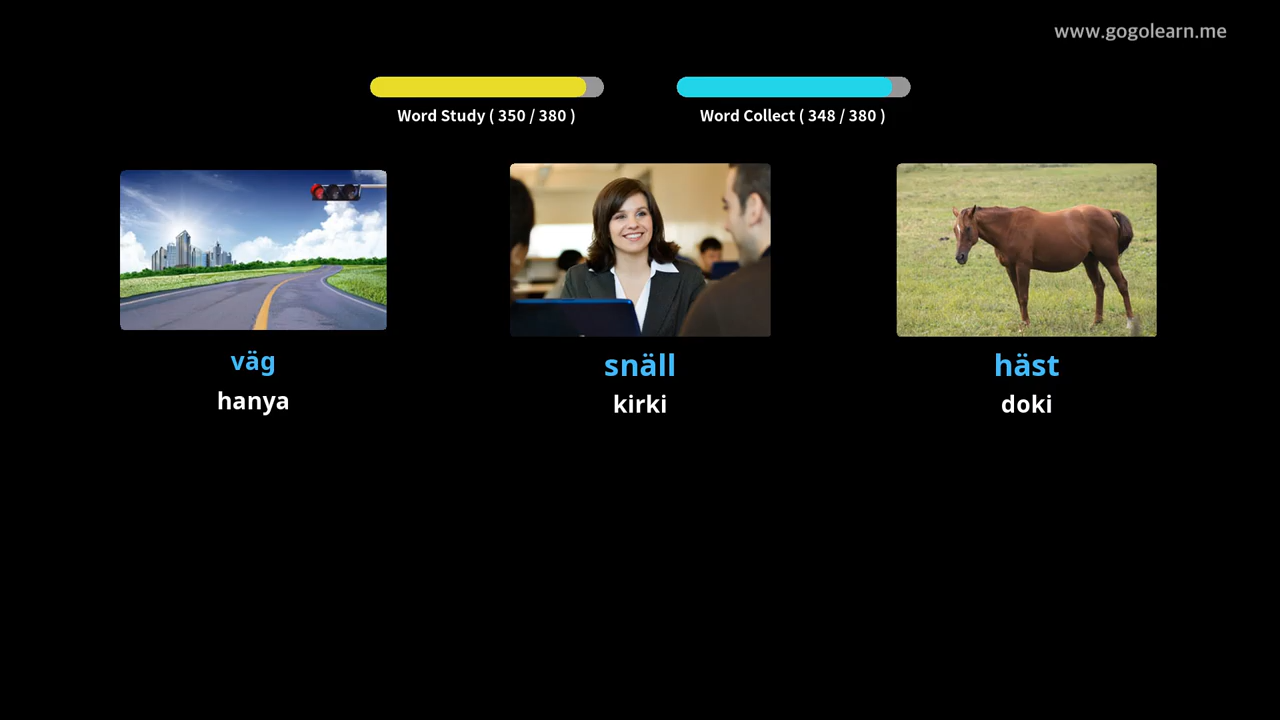 www.gogolearn.me
Word Study ( 350 / 380 )
Word Collect ( 348 / 380 )
väg
hanya
snäll
kirki
häst
doki